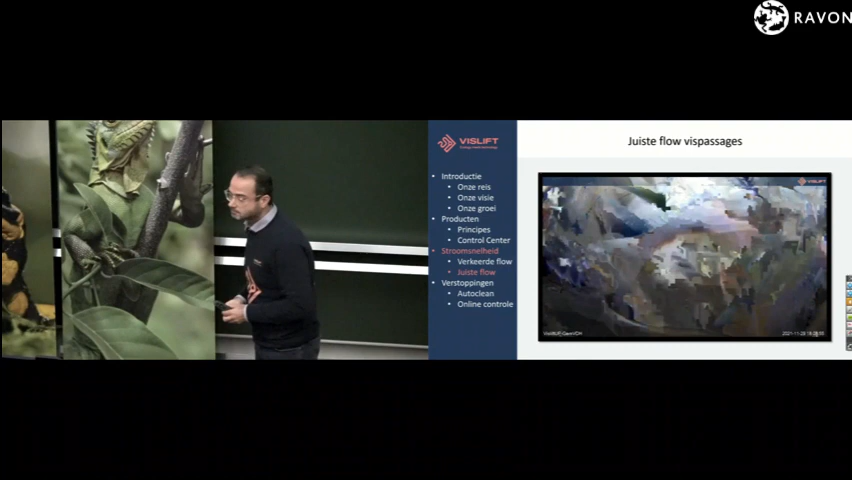 RAVON
VISLIFT
Juiste flow vispassages
• Introductie
• Onze reis
• Onze visie
• Onze groei
• Producten
• Principes
• Control Center
• Stroomsnelheid
• Verkeerde flow
• Juiste flow
• Verstoppingen
• Autoclean
• Online controle
VISLIFT